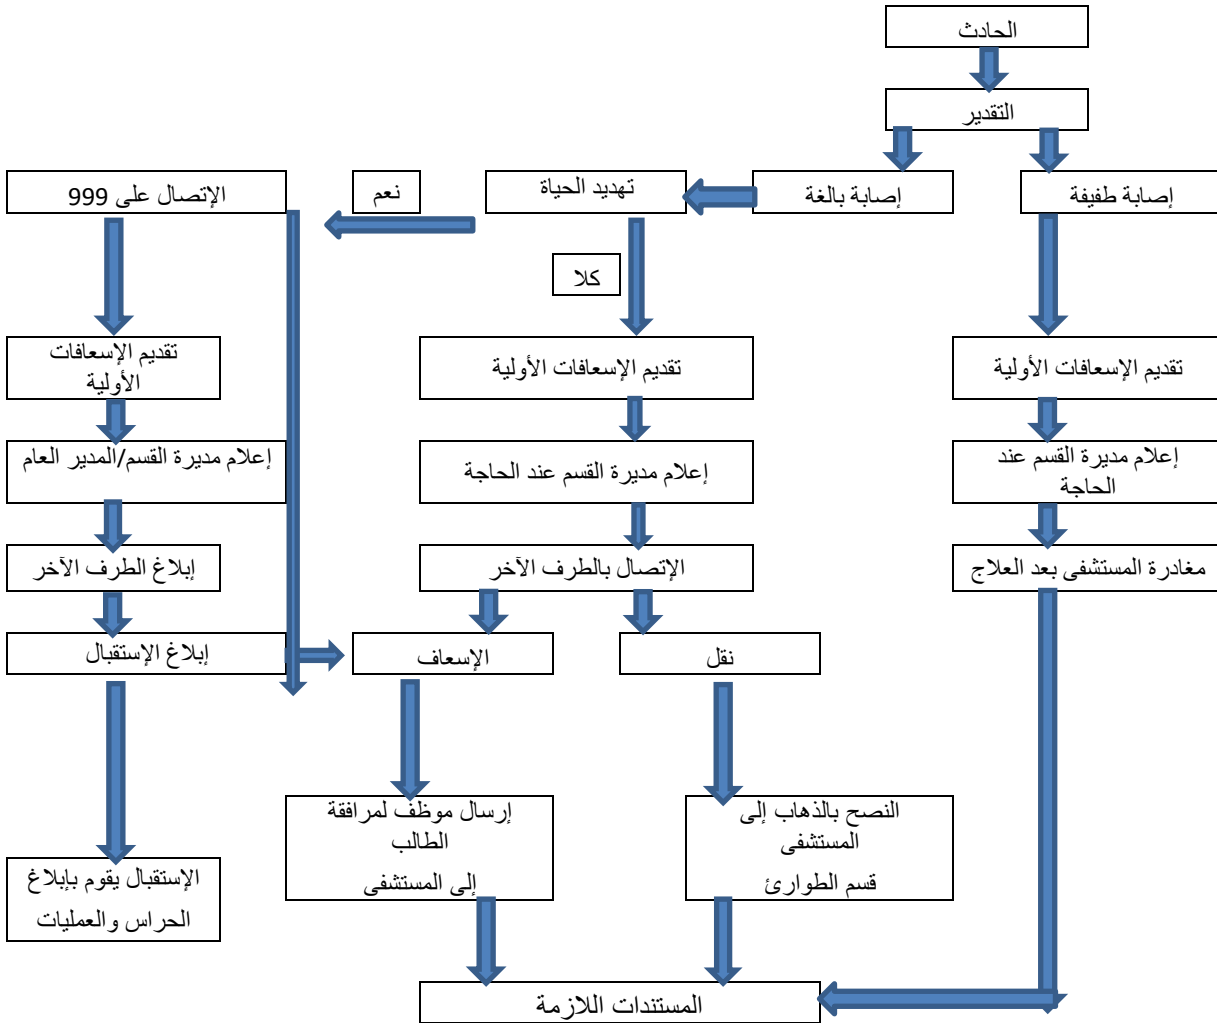 الحادث
التقدير
إصابة طفيفة
إصابة بالغة
تهديد الحياة
نعم
الإتصال على 999
كلا
تقديم الإسعافات الأولية
تقديم الإسعافات الأولية
تقديم الإسعافات
الأولية
إعلام مديرة القسم عند
الحاجة
إعلام مديرة القسم عند الحاجة
إعلام مديرة القسم/المدير العام
مغادرة المستشفى بعد العلاج
الإتصال بالطرف الآخر
إبلاغ الطرف الآخر
نقل
الإسعاف
إبلاغ الإستقبال
النصح بالذهاب إلى
المستشفى
قسم الطوارئ
إرسال موظف لمرافقة
الطالب
إلى المستشفى
الإستقبال يقوم بإبلاغ
الحراس والعمليات
المستندات اللازمة